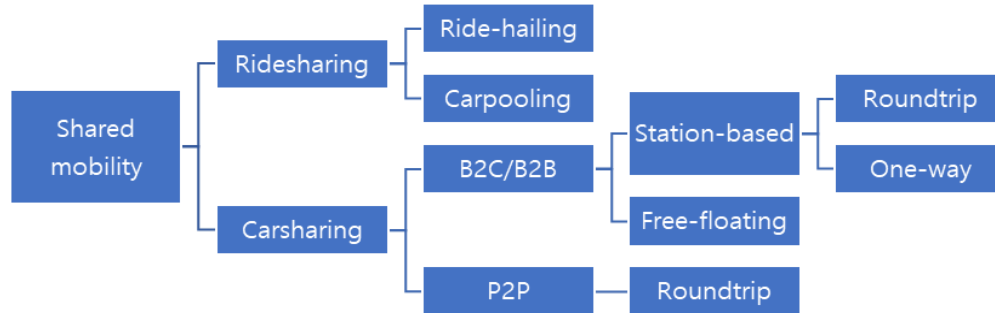 Shared
mobility
Ridesharing
Ride-hailing
Carpooling
Carsharing
B2C/B2B
Station-based
Roundtrip
One-way
Free-floating
P2P
Roundtrip